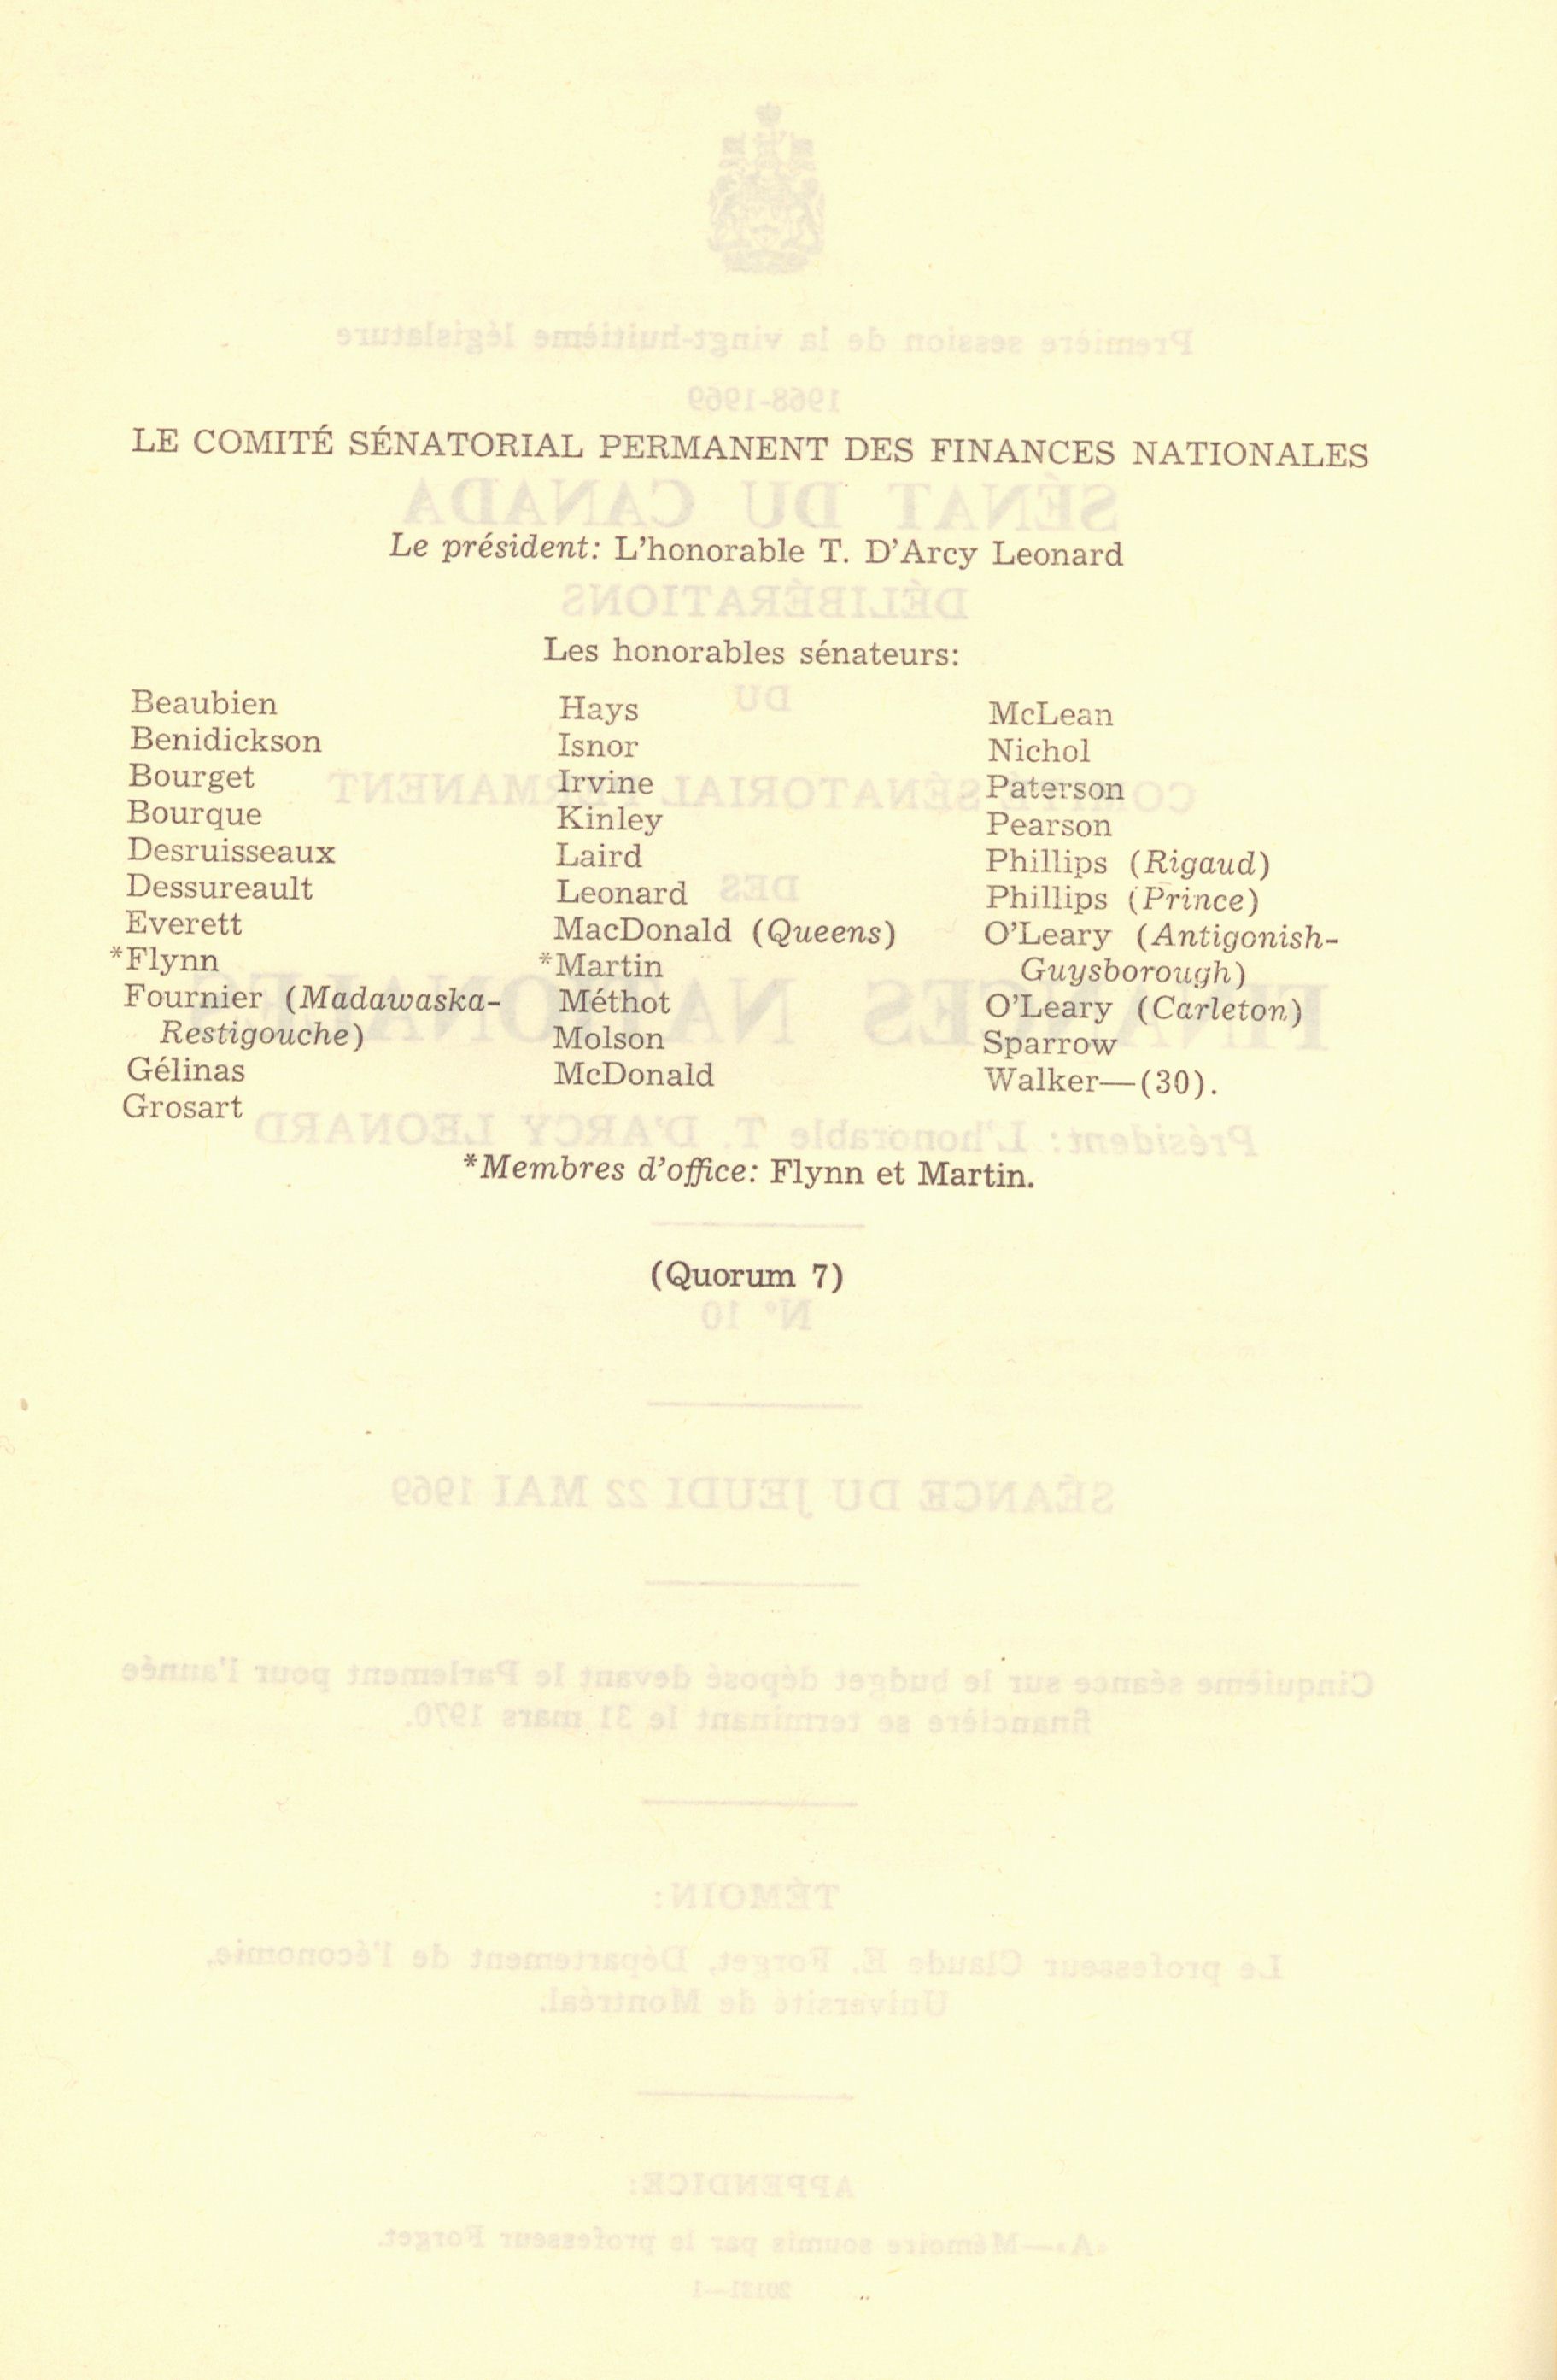 LE COMITÉ SÉNATORIAL PERMANENT DES FINANCES NATIONALES
Le président: L'honorable T. D'Arcy Leonard
Les honorables sénateurs:
Beaubien
Benidickson
Bourget
Bourque
Desruisseaux
Dessureault
Everett
*Flynn
Fournier (Madawaska-
Restigouche)
Gélinas
Grosart
Hays
Isnor
Irvine
Kinley
Laird
Leonard
MacDonald (Queens)
*Martin
Méthot
Molson
McDonald
McLean
Nichol
Paterson
Pearson
Phillips (Rigaud)
Phillips (Prince)
O'Leary (Antigonish-
Guysborough)
O'Leary (Carleton)
Sparrow
Walker—(30).
*Membres d'office: Flynn et Martin.
(Quorum 7)